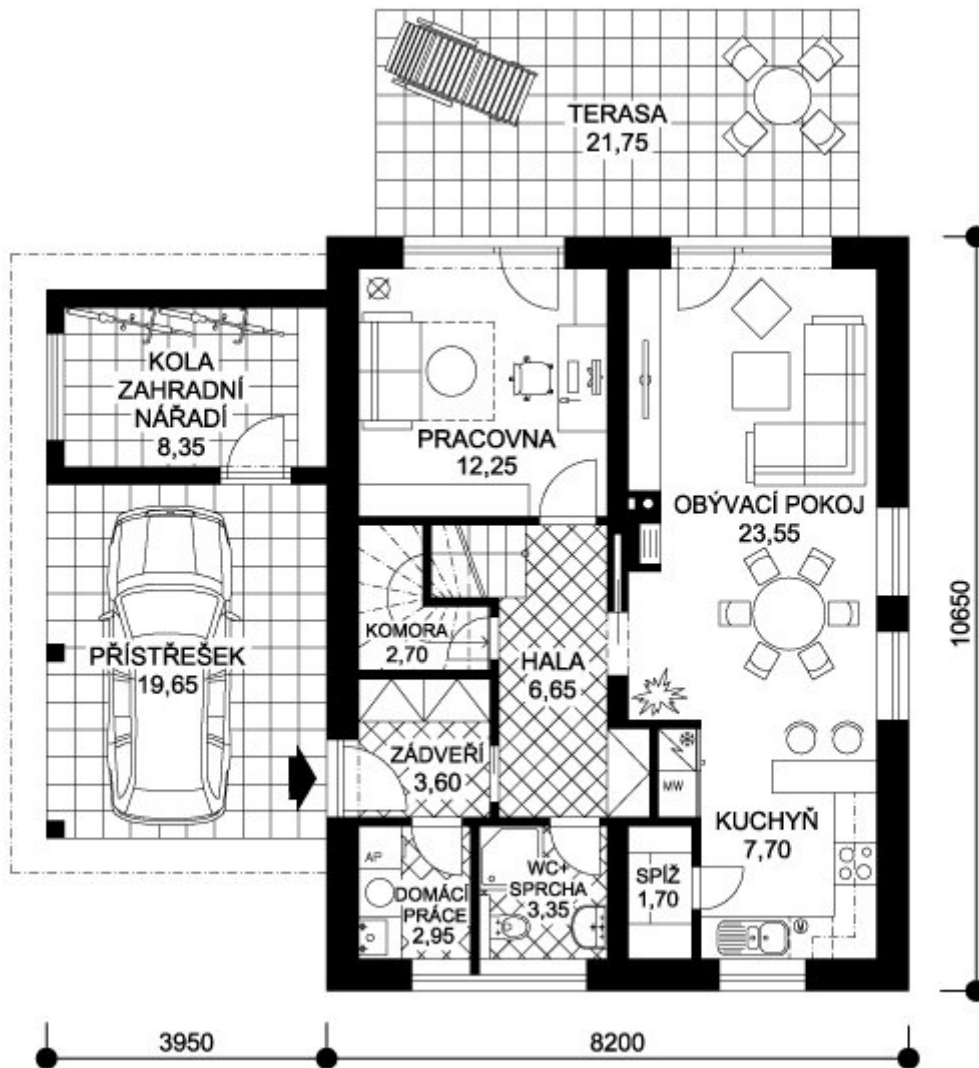 TERASA
21,75
KOLA
ZAHRADNÍ
NÁŘADÍ
8,35
PRACOVNA
12,25
OBÝVACÍ POKOJ
23,55
PŘÍSTŘEŠEK
19,65
KOMORA
2,70
HALA
6,65
10650
ZÁDVEŘÍ
3,60
MW
KUCHYŇ
7,70
AP
DOMÁCÍ
PRÁCE
2,95
WC+
SPRCHA
3,35
SPÍŽ
1,70
M
3950
8200